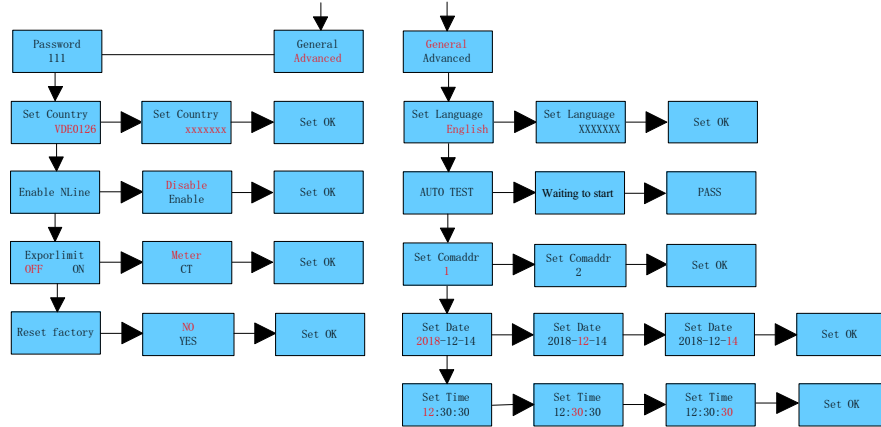 Password
111
General
Advanced
Set Country
VDE0126
Set Country
xxxxxxx
Set OK
Enable NLine
Disable
Enable
Set OK
Exporlimit
OFF ON
Meter
CT
Set OK
Reset factory
NO
YES
Set OK
General
Advanced
Set Language
English
Set Language
XXXXXXX
Set OK
AUTO TEST
Waiting to start
PASS
Set Comaddr
1
Set Comaddr
2
Set OK
Set Date
2018-12-14
Set Date
2018-12-14
Set Date
2018-12-14
Set OK
Set Time
12:30:30
Set Time
12:30:30
Set Time
12:30:30
Set OK